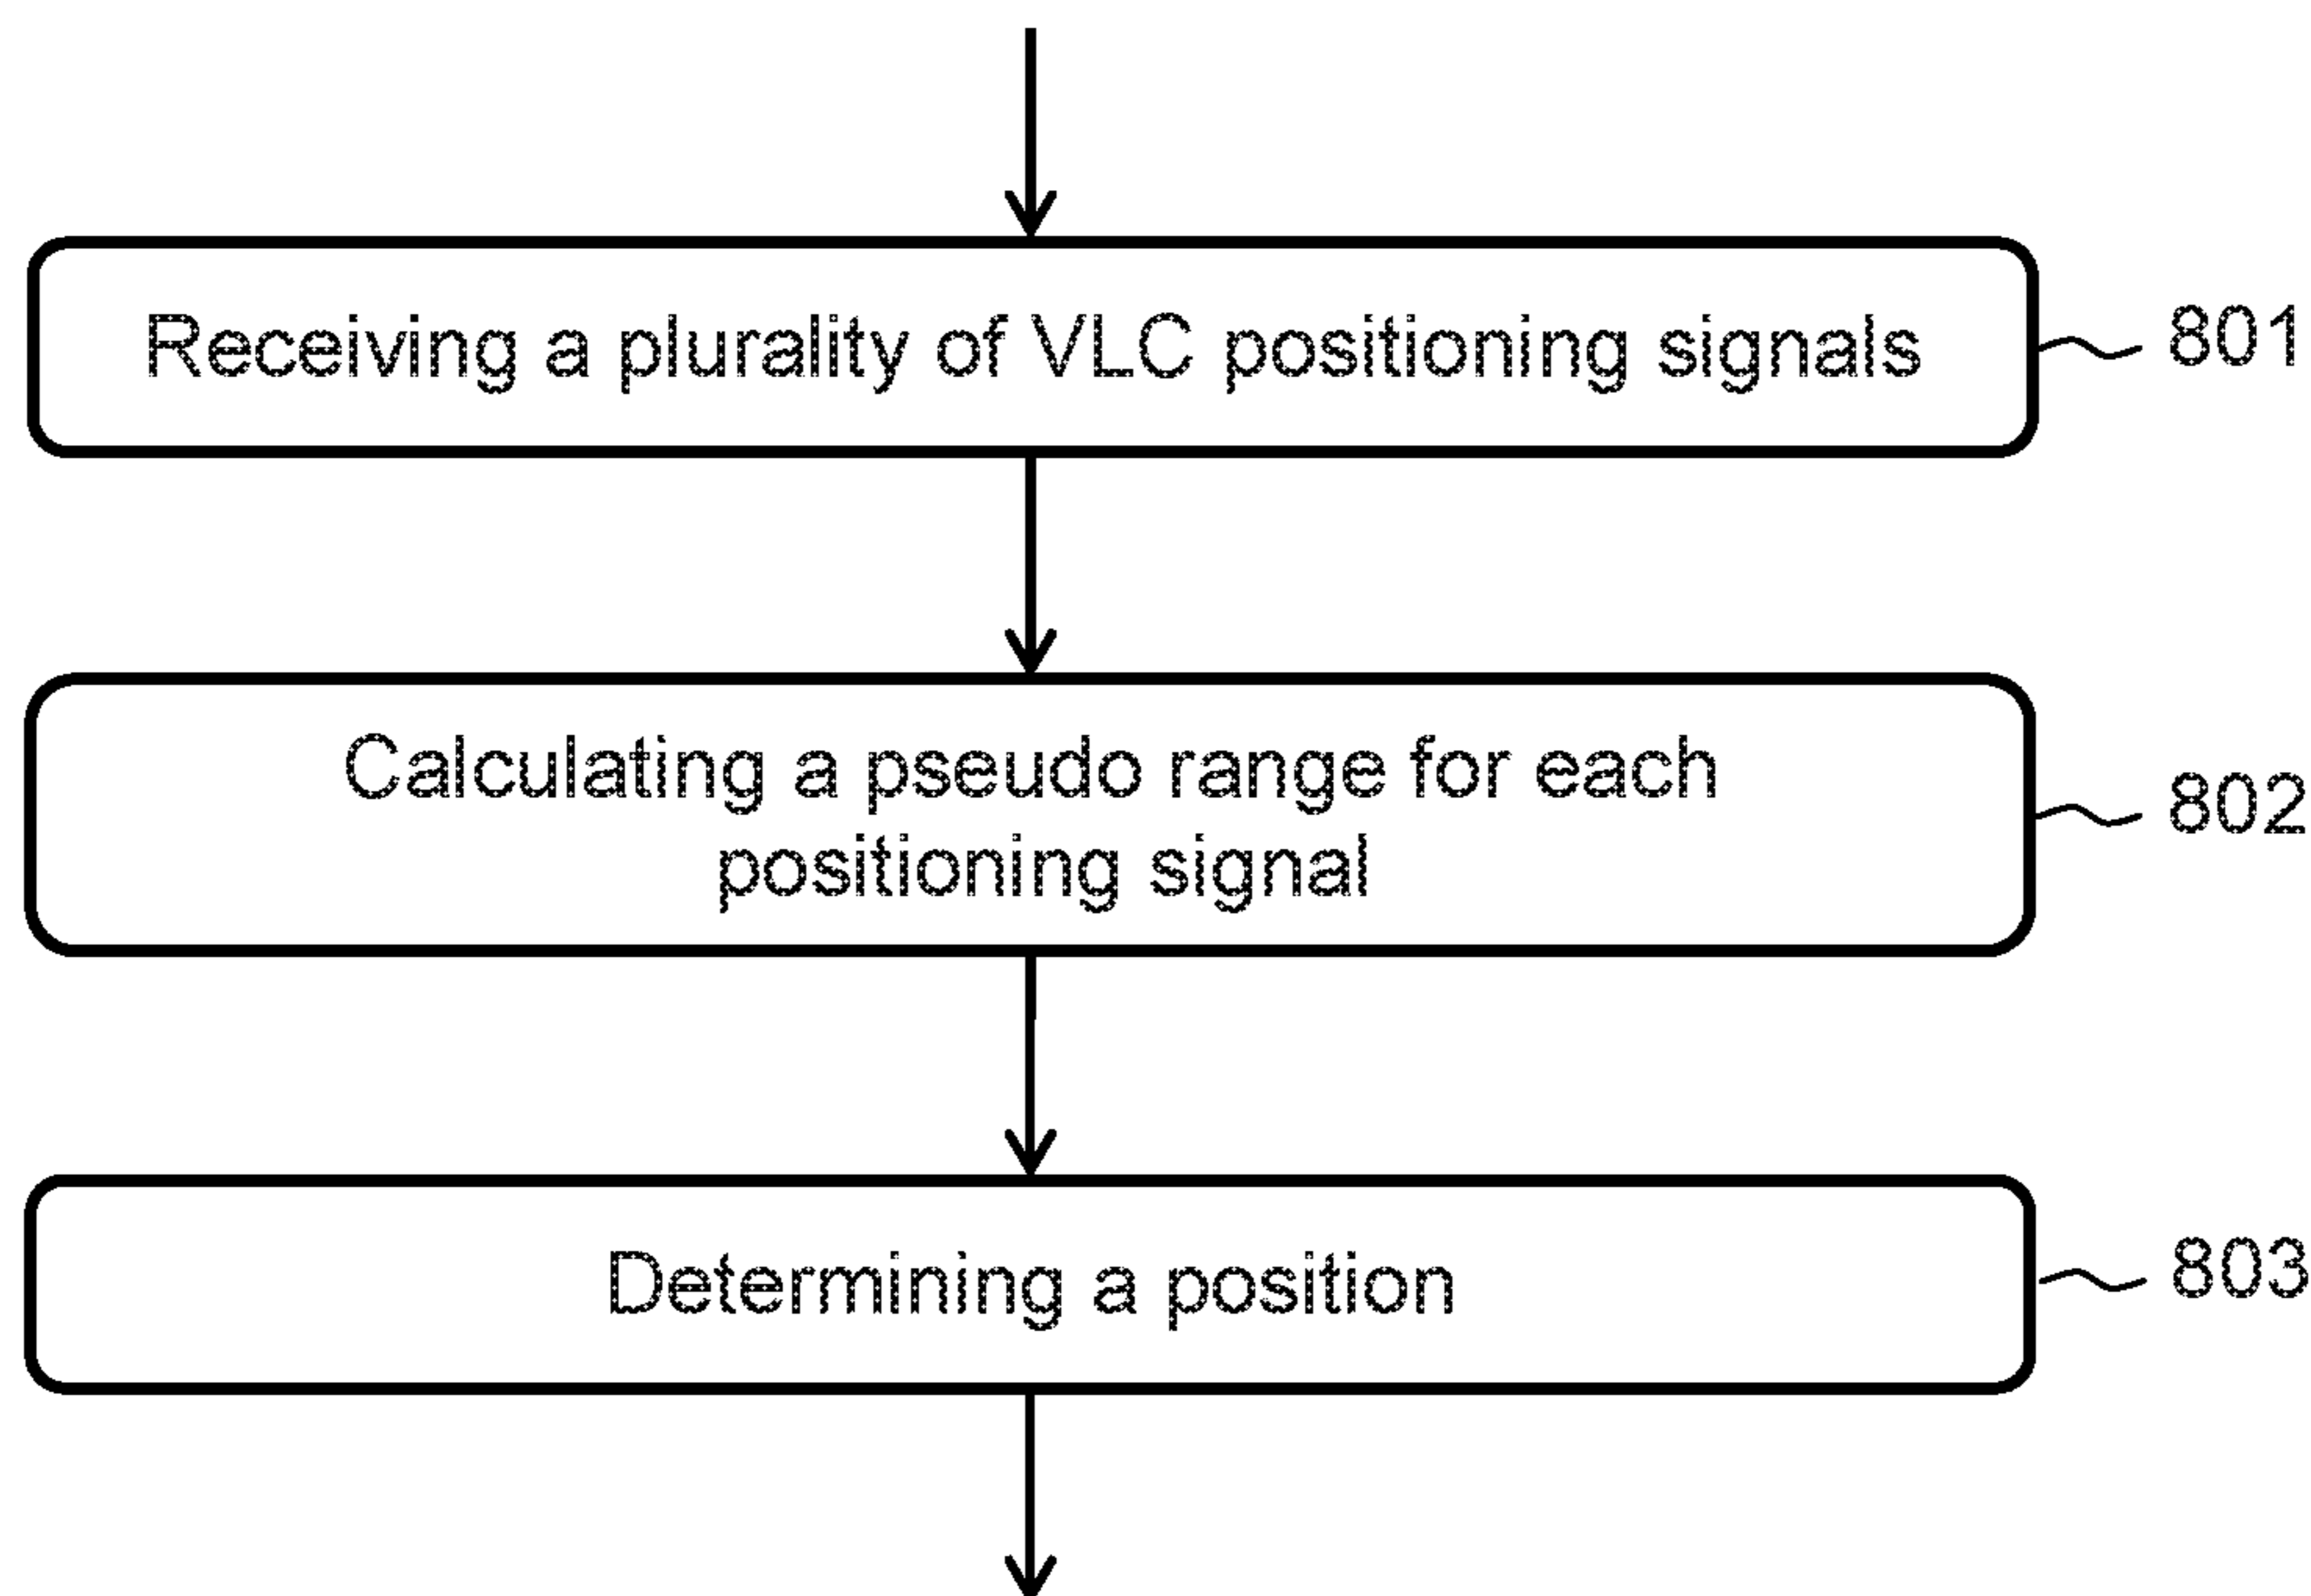 Receiving a plurality of VLC positioning signals
801
Calculating a pseudo range for each
positioning signal
802
Determining a position
803